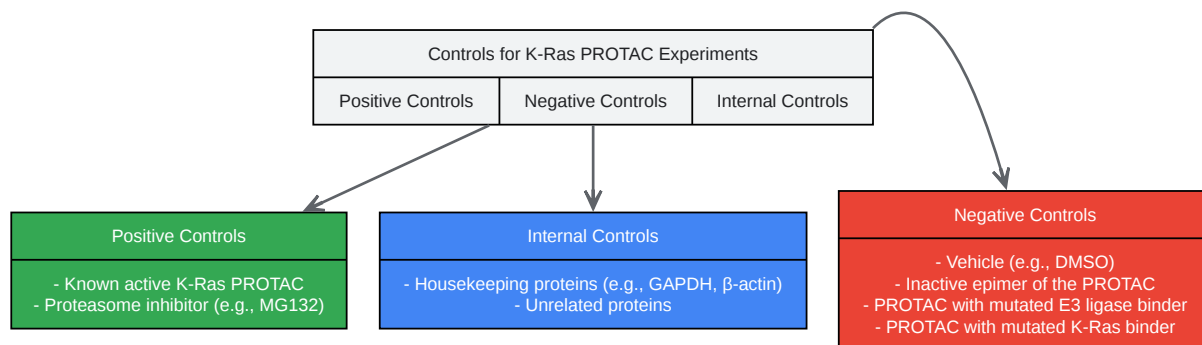 Controls for K-Ras PROTAC Experiments
Positive Controls
Negative Controls
Internal Controls
Positive Controls
- Known active K-Ras PROTAC
- Proteasome inhibitor (e.g., MG132)
Internal Controls
- Housekeeping proteins (e.g., GAPDH, β-actin)
- Unrelated proteins
Negative Controls
- Vehicle (e.g., DMSO)
- Inactive epimer of the PROTAC
- PROTAC with mutated E3 ligase binder
- PROTAC with mutated K-Ras binder